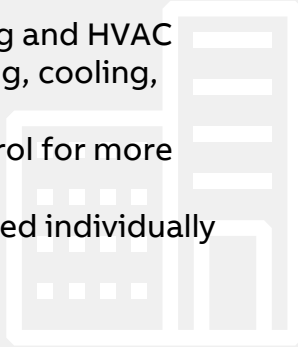 g and HVAC
g, cooling,
rol for more
ed individually